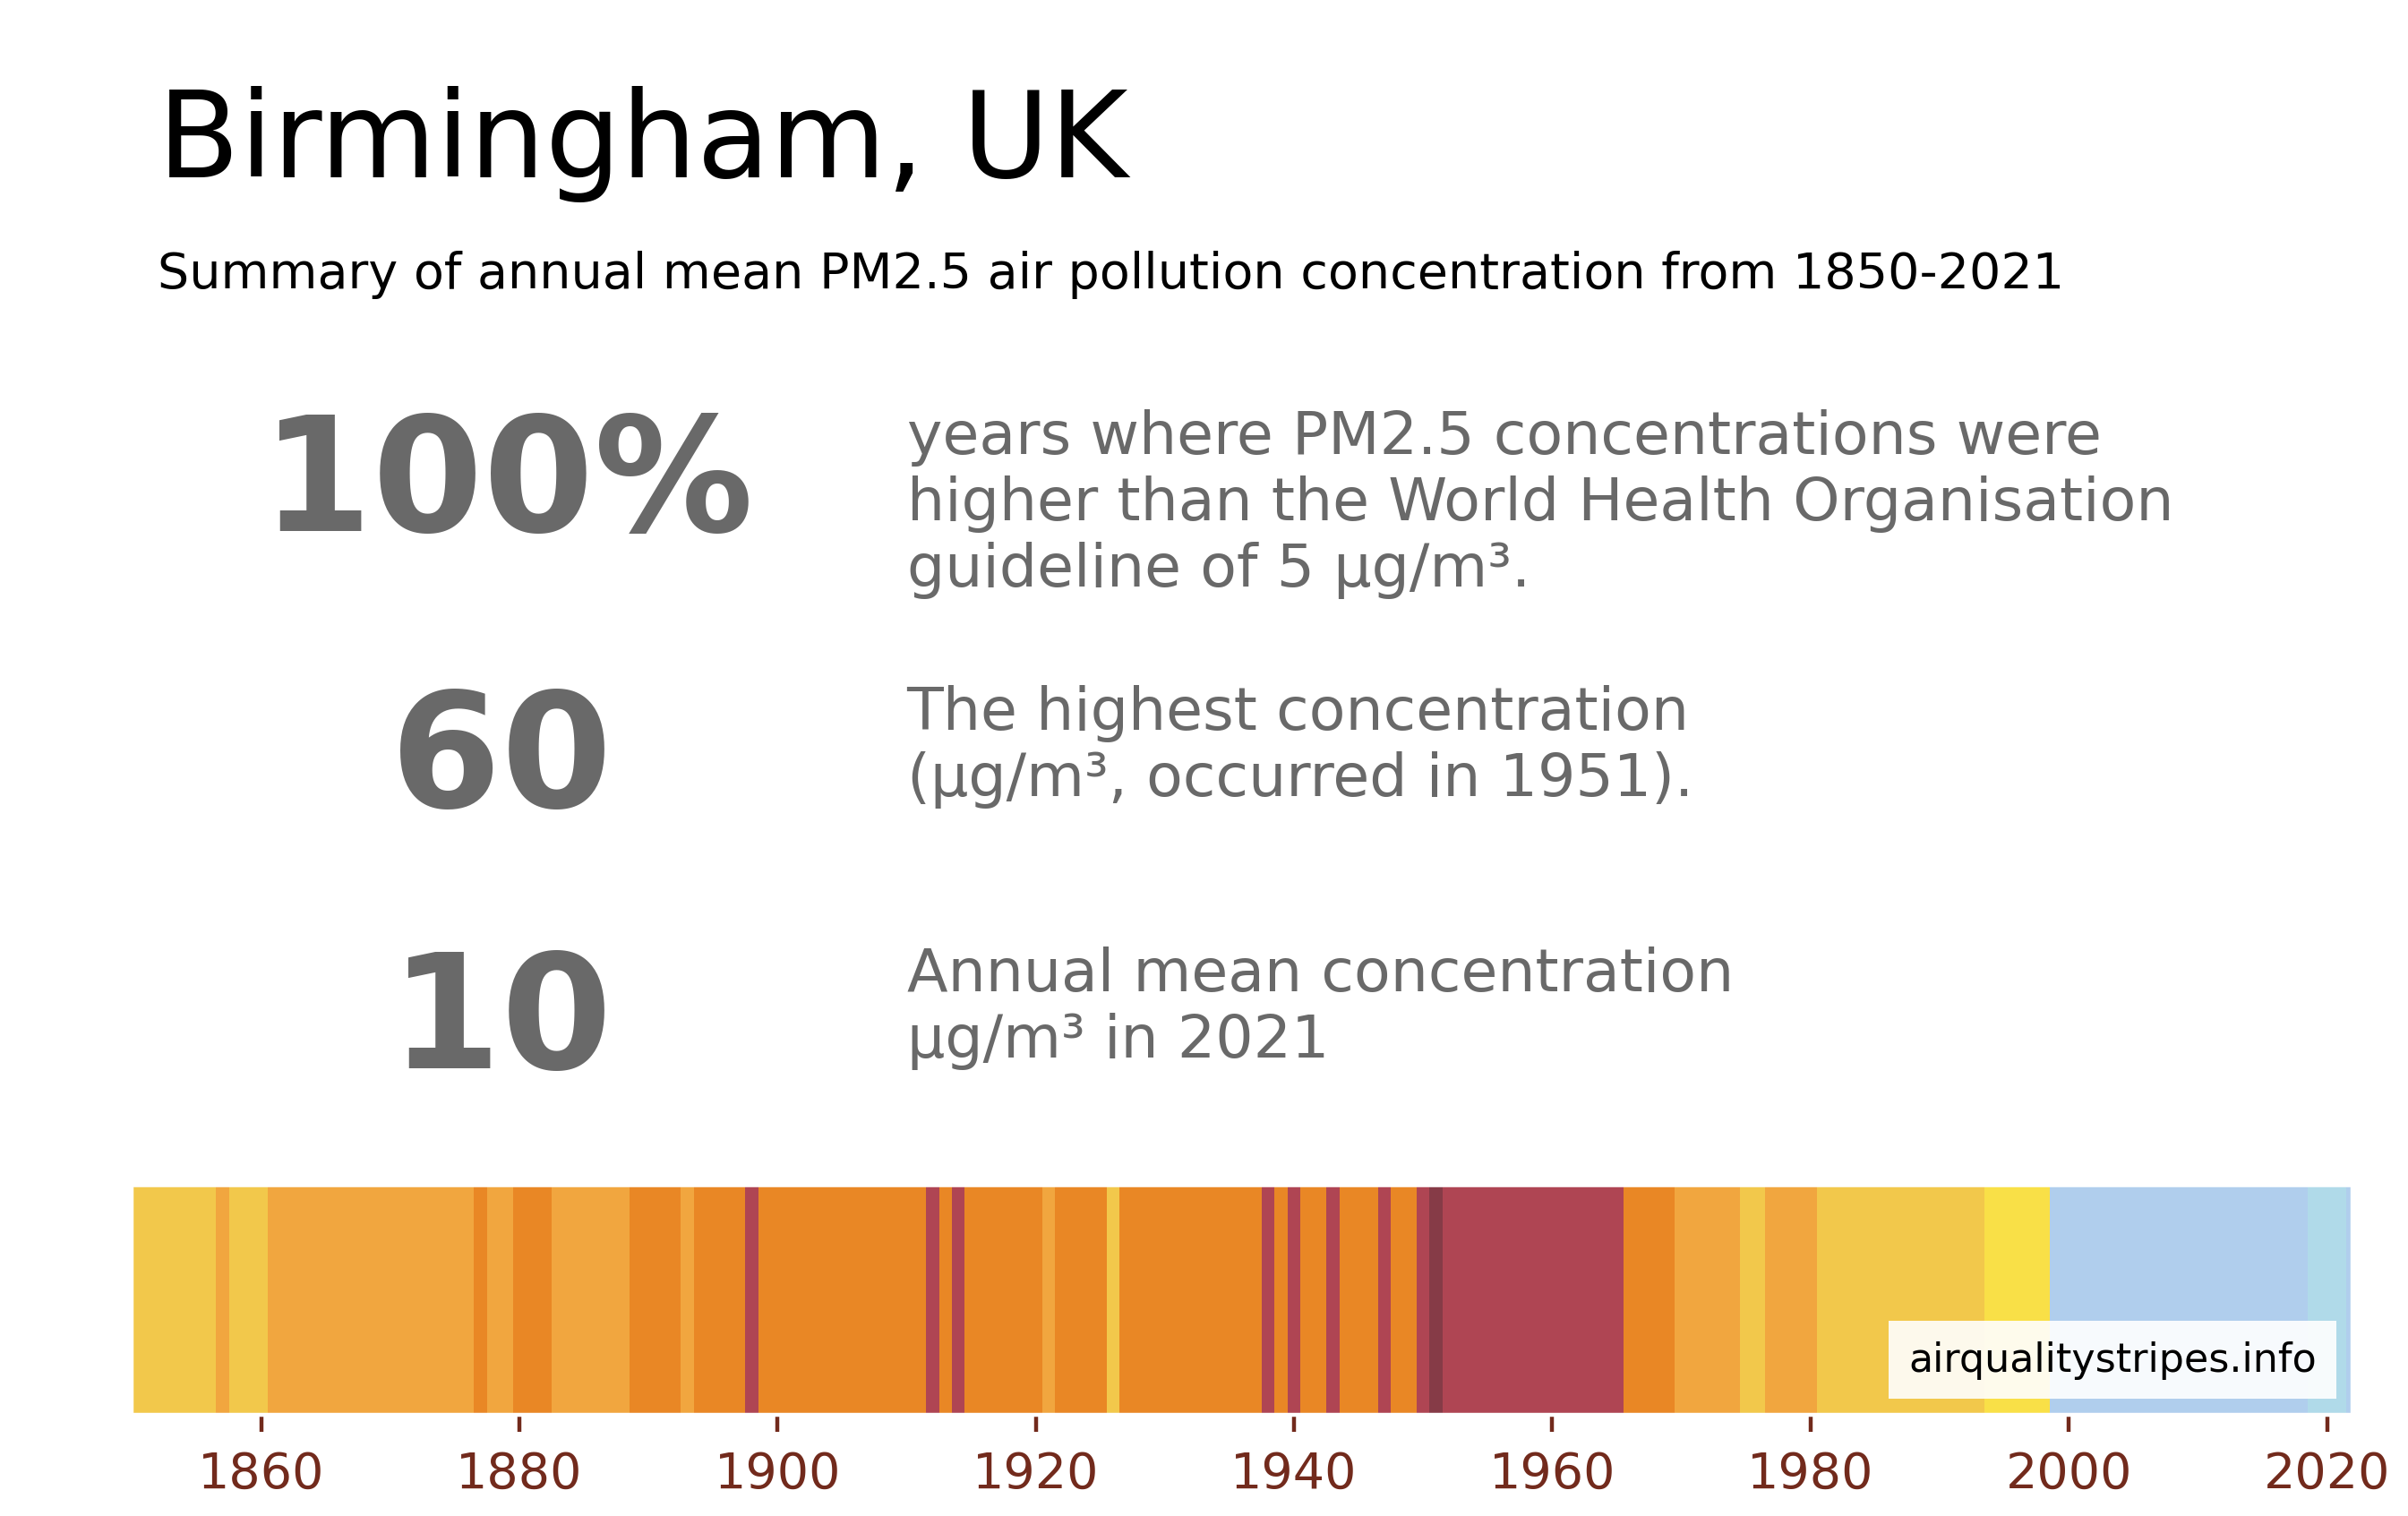 Birmingham, UK
Summary of annual mean PM2.5 air pollution concentration from 1850-2021
100%
years where PM2.5 concentrations were
higher than the World Health Organisation
guideline of 5 µg/m³.
60
The highest concentration
(µg/m³, occurred in 1951).
10
Annual mean concentration
µg/m³ in 2021
airqualitystripes.info
1860 1880 1900 1920 1940 1960 1980 2000 2020